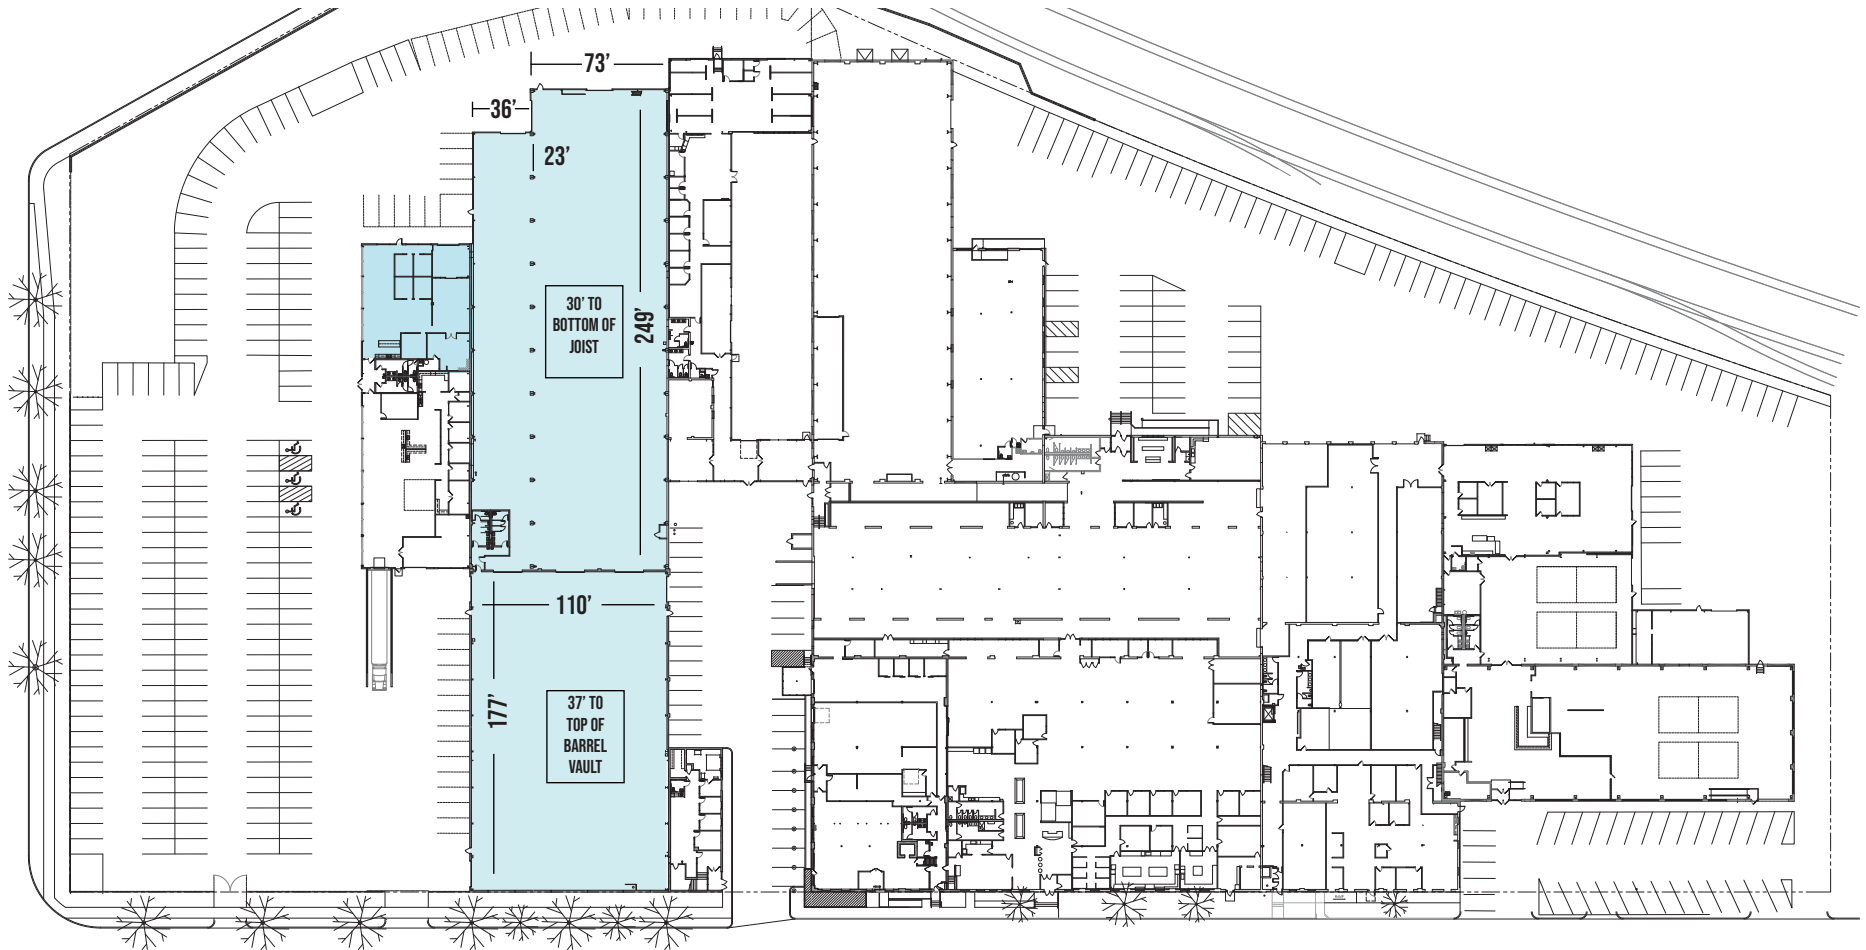 73’
36’
23’
30’ TO
BOTTOM OF
JOIST
249’
110’
177’
37’ TO
TOP OF
BARREL
VAULT